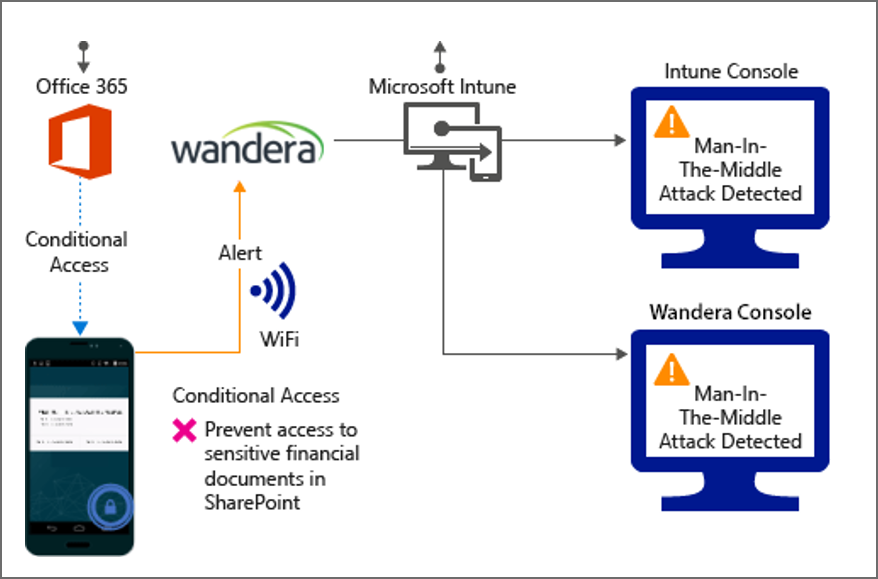 Office 365
Microsoft Intune
Intune Console
wandera
Man-In-
The-Middle
Attack Detected
Conditional
Access
Alert
WiFi
Wandera Console
Man-In-
The-Middle
Attack Detected
Conditional Access
Prevent access to
sensitive financial
documents in
SharePoint